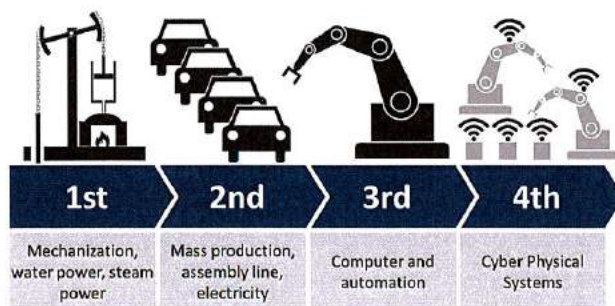 1st
2nd
3rd
4th
Mechanization,
water power, steam
power
Mass production,
assembly line,
electricity
Computer and
automation
Cyber Physical
Systems